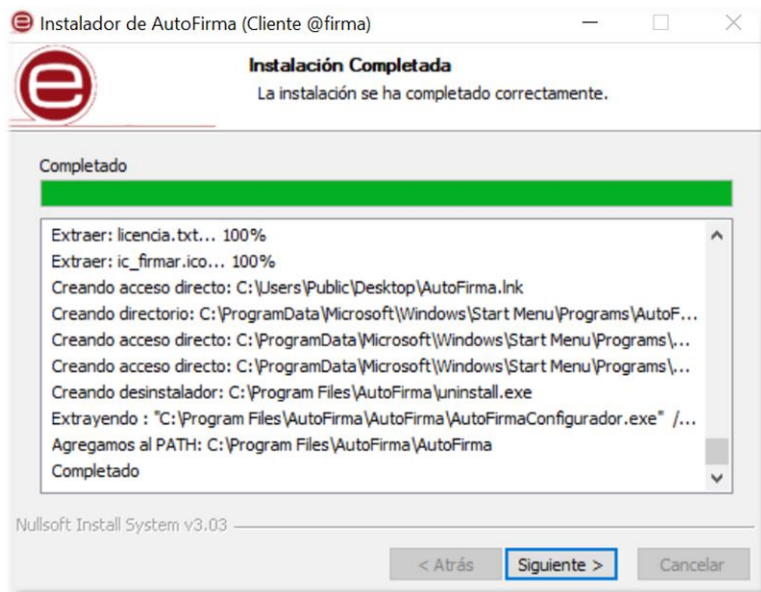 Instalador de AutoFirma (Cliente @firma)
Instalación Completada
La instalación se ha completado correctamente.
Completado
Extraer: licencia.txt... 100%
Extraer: ic_firmar.ico... 100%
Creando acceso directo: C:\Users\Public\Desktop\AutoFirma.lnk
Creando directorio: C:\ProgramData\Microsoft\Windows\Start Menu\Programs\AutoF...
Creando acceso directo: C:\ProgramData\Microsoft\Windows\Start Menu\Programs\...
Creando acceso directo: C:\ProgramData\Microsoft\Windows\Start Menu\Programs\...
Creando desinstalador: C:\Program Files\AutoFirma\uninstall.exe
Extrayendo : "C:\Program Files\AutoFirma\AutoFirma\AutoFirmaConfigurador.exe" /...
Agregamos al PATH: C:\Program Files\AutoFirma\AutoFirma
Completado
Nullsoft Install System v3.03
< Atrás Siguiente > Cancelar